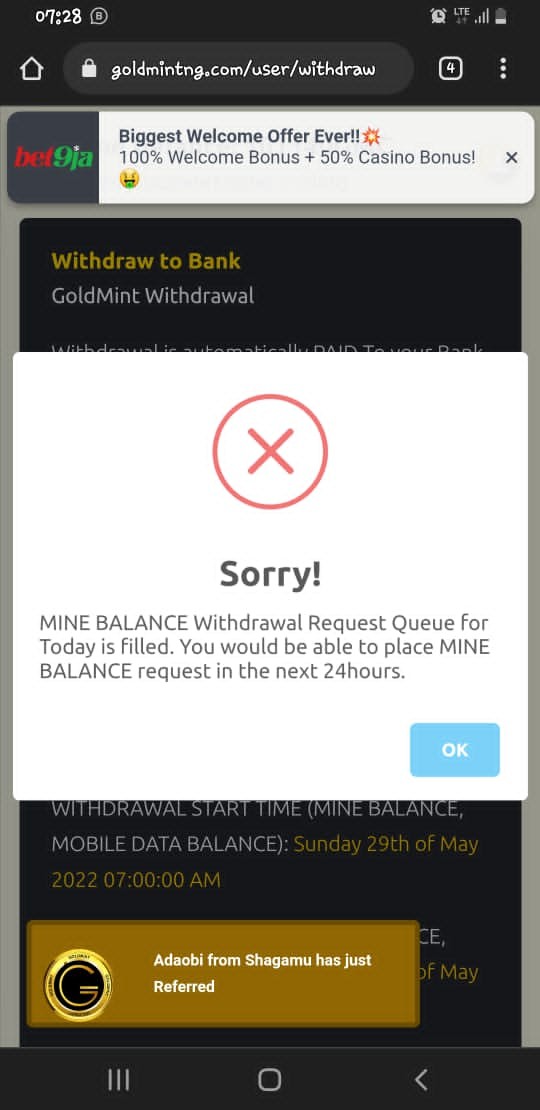 07:28 B LTE
goldmintng.com/user/withdraw 4
bet9ja
Biggest Welcome Offer Ever!!💥
100% Welcome Bonus + 50% Casino Bonus!
🤑
Withdraw to Bank
GoldMint Withdrawal
Withdrawal is automatically PAID To your Bank
Sorry!
MINE BALANCE Withdrawal Request Queue for
Today is filled. You would be able to place MINE
BALANCE request in the next 24hours.
OK
WITHDRAWAL START TIME (MINE BALANCE,
MOBILE DATA BALANCE): Sunday 29th of May
2022 07:00:00 AM
CE,
of May
Adaobi from Shagamu has just
Referred